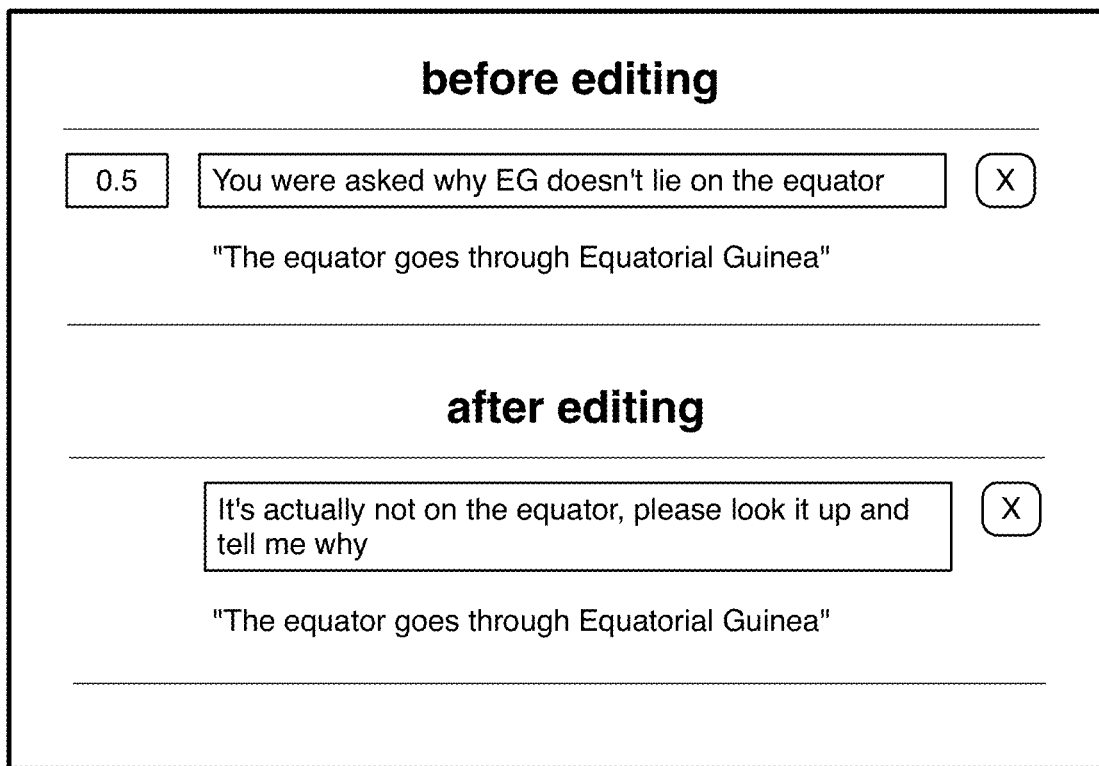 before editing
0.5 You were asked why EG doesn't lie on the equator X
"The equator goes through Equatorial Guinea"
after editing
It's actually not on the equator, please look it up and X
tell me why
"The equator goes through Equatorial Guinea"